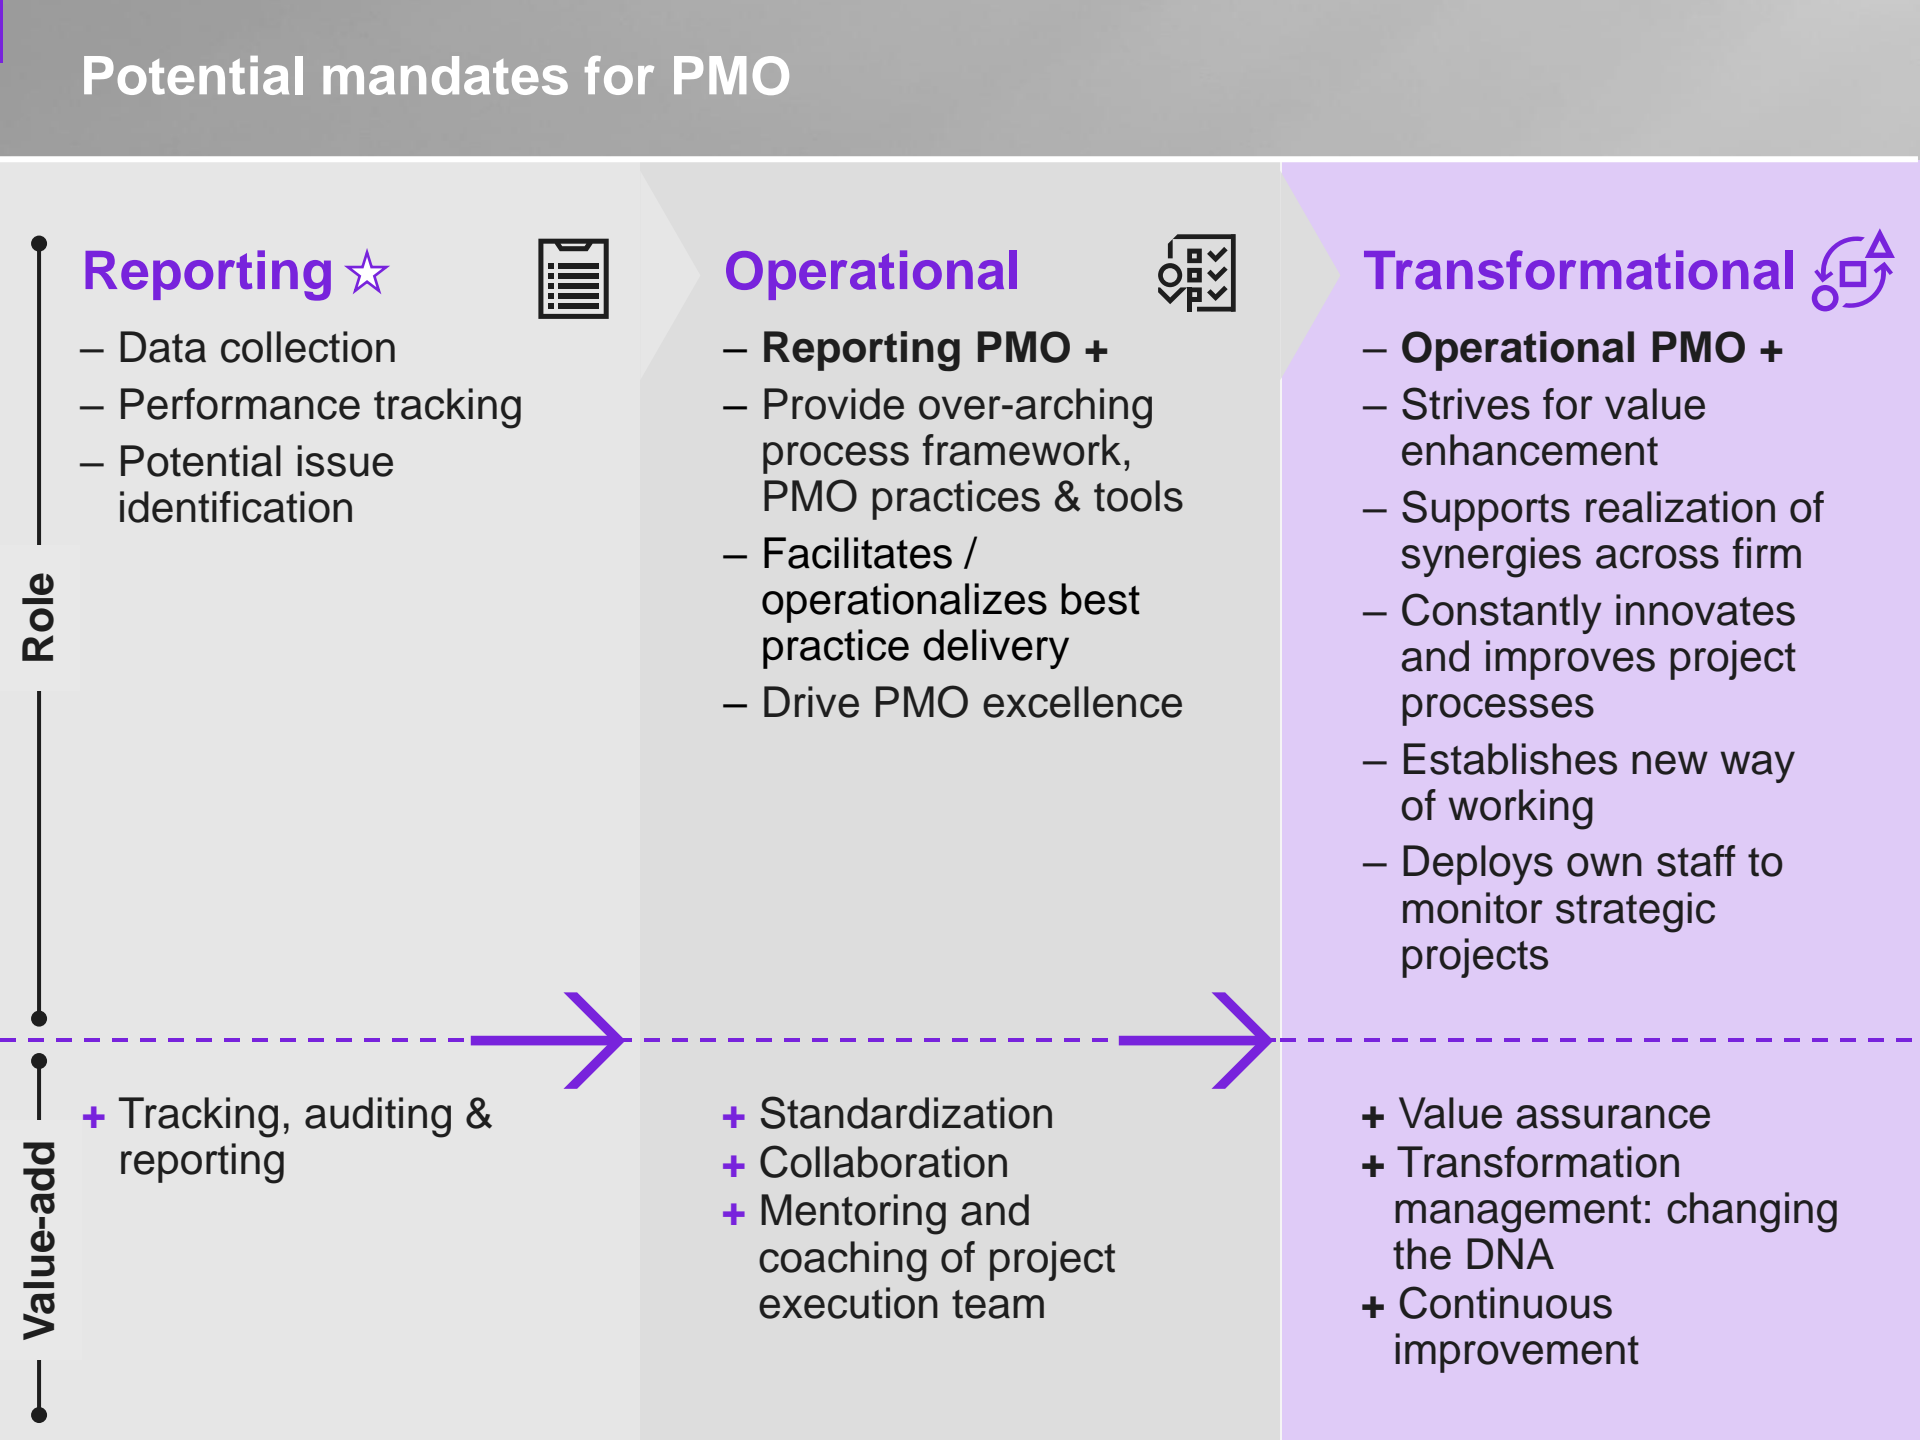 Potential mandates for PMO
Role
Reporting
– Data collection
– Performance tracking
– Potential issue
identification
Operational
– Reporting PMO +
– Provide over-arching
process framework,
PMO practices & tools
– Facilitates /
operationalizes best
practice delivery
– Drive PMO excellence
Transformational
– Operational PMO +
– Strives for value
enhancement
– Supports realization of
synergies across firm
– Constantly innovates
and improves project
processes
– Establishes new way
of working
– Deploys own staff to
monitor strategic
projects
Value-add
+ Tracking, auditing &
reporting
+ Standardization
+ Collaboration
+ Mentoring and
coaching of project
execution team
+ Value assurance
+ Transformation
management: changing
the DNA
+ Continuous
improvement